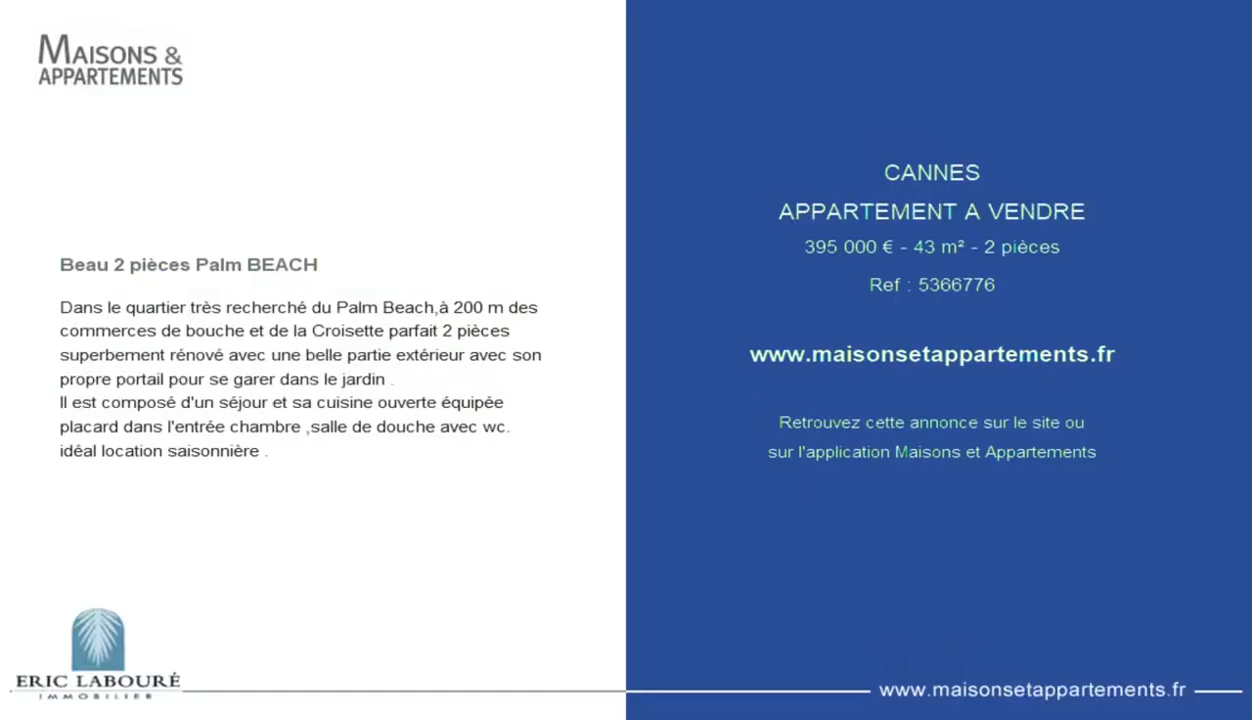 MAISONS &
APPARTEMENTS
Beau 2 pièces Palm BEACH
Dans le quartier très recherché du Palm Beach,à 200 m des
commerces de bouche et de la Croisette parfait 2 pièces
superbement rénové avec une belle partie extérieur avec son
propre portail pour se garer dans le jardin .
Il est composé d'un séjour et sa cuisine ouverte équipée
placard dans l'entrée chambre ,salle de douche avec wc.
idéal location saisonnière .
ERIC LABOURÉ
IMMOBILIER
CANNES
APPARTEMENT A VENDRE
395 000 € - 43 m² - 2 pièces
Ref : 5366776
www.maisonsetappartements.fr
Retrouvez cette annonce sur le site ou
sur l'application Maisons et Appartements
www.maisonsetappartements.fr